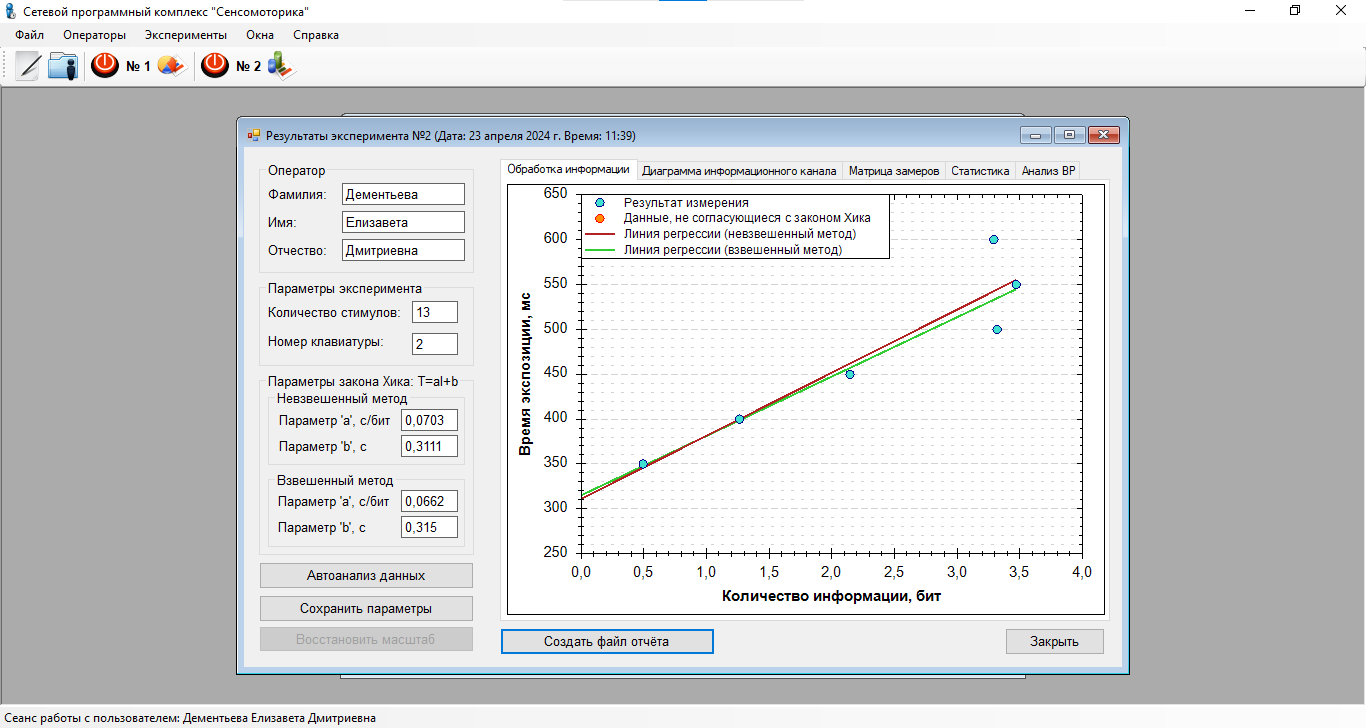 Сетевой программный комплекс "Сенсомоторика"
Файл Операторы Эксперименты Окна Справка
№ 1 № 2
Результаты эксперимента №2 (Дата: 23 апреля 2024 г. Время: 11:39)
Оператор
Фамилия: Дементьева
Имя: Елизавета
Отчество: Дмитриевна
Параметры эксперимента
Количество стимулов: 13
Номер клавиатуры: 2
Параметры закона Хика: T=aI+b
Невзвешенный метод
Параметр 'a', с/бит 0,0703
Параметр 'b', с 0,3111
Взвешенный метод
Параметр 'a', с/бит 0,0662
Параметр 'b', с 0,315
Автоанализ данных
Сохранить параметры
Восстановить масштаб
Обработка информации Диаграмма информационного канала Матрица замеров Статистика Анализ ВР
Результат измерения
Данные, не согласующиеся с законом Хика
Линия регрессии (невзвешенный метод)
Линия регрессии (взвешенный метод)
Время экспозиции, мс
650
600
550
500
450
400
350
300
250
0,0 0,5 1,0 1,5 2,0 2,5 3,0 3,5 4,0
Количество информации, бит
Создать файл отчёта Закрыть
Сеанс работы с пользователем: Дементьева Елизавета Дмитриевна